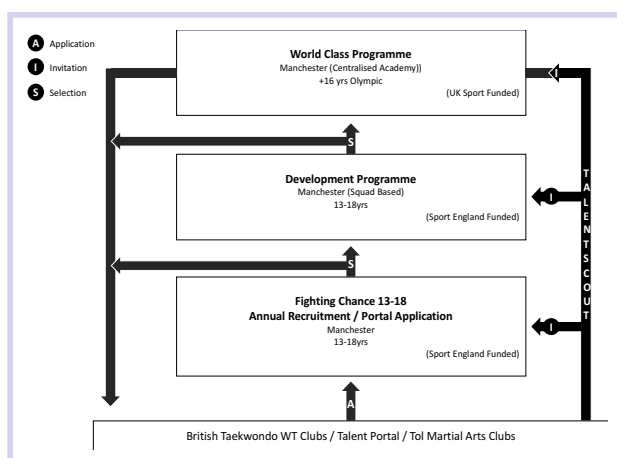 A Application
I Invitation
S Selection
World Class Programme
Manchester (Centralised Academy))
+16 yrs Olympic
(UK Sport Funded)
I
S
Development Programme
Manchester (Squad Based)
13-18yrs
(Sport England Funded)
I
S
Fighting Chance 13-18
Annual Recruitment / Portal Application
Manchester
13-18yrs
(Sport England Funded)
I
A
TALENT SCOUT
British Taekwondo WT Clubs / Talent Portal / Tol Martial Arts Clubs